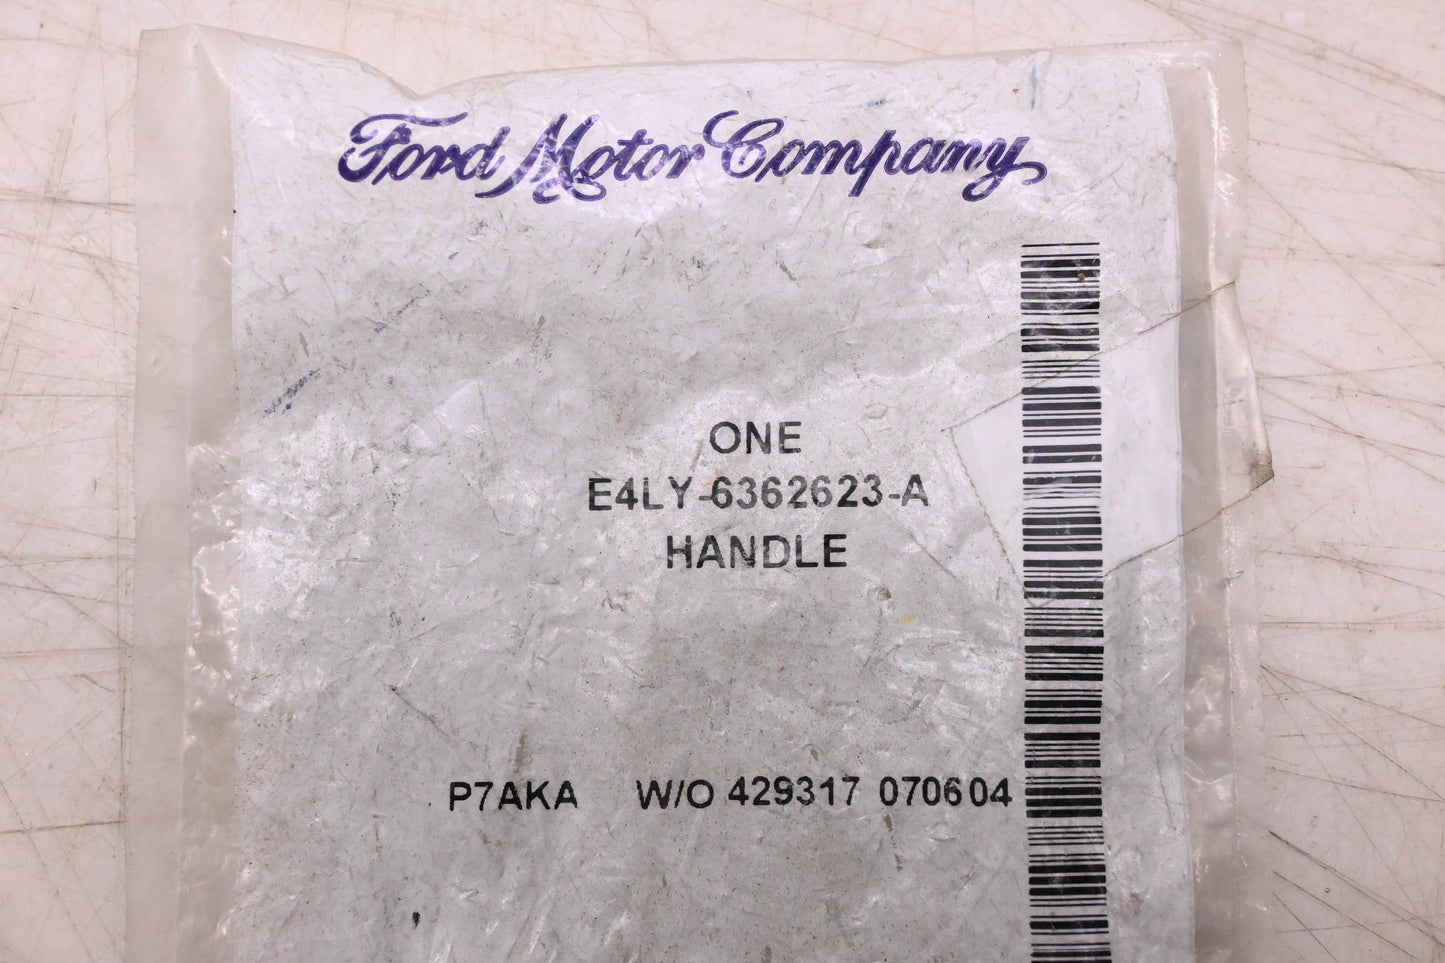 Ford Motor Company
ONE
E4LY-6362623-A
HANDLE
P7AKA W/O 429317 070604